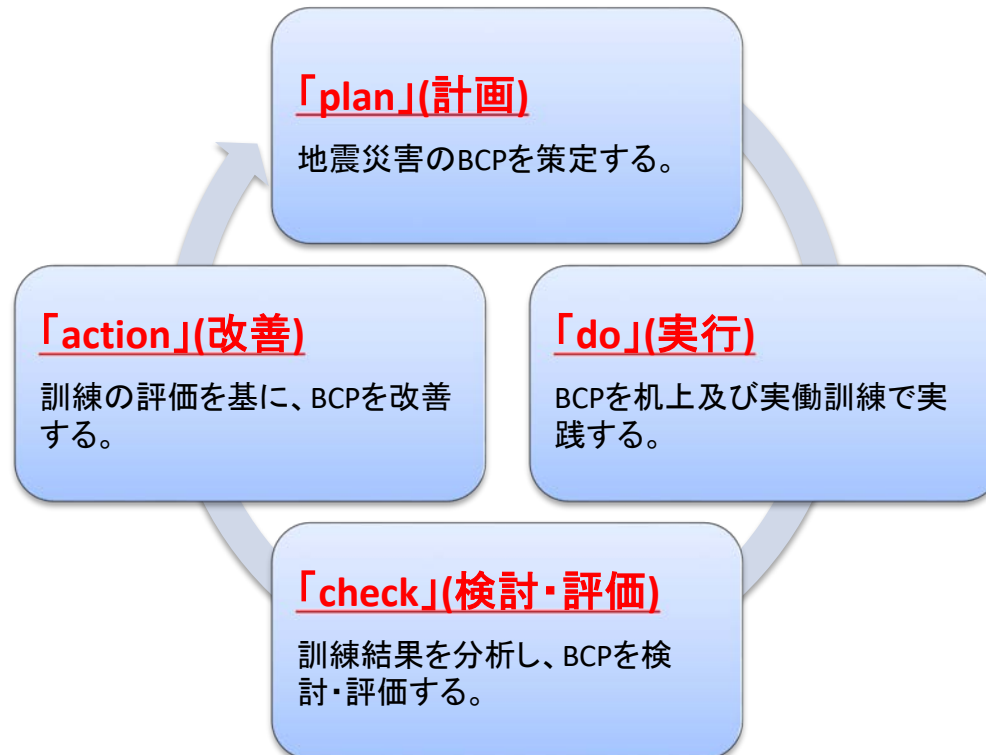 「plan」(計画)
地震災害のBCPを策定する。
「do」(実行)
BCPを机上及び実働訓練で実
践する。
「check」(検討・評価)
訓練結果を分析し、BCPを検
討・評価する。
「action」(改善)
訓練の評価を基に、BCPを改善
する。